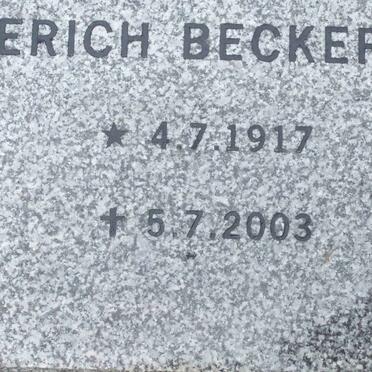 ERICH BECKER
★ 4.7.1917
✝ 5.7.2003